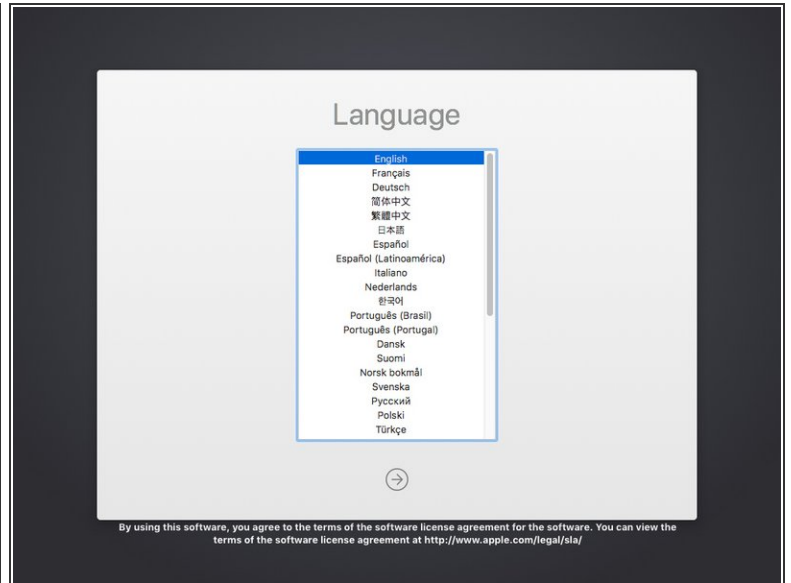 Language
English
Français
Deutsch
简体中文
繁體中文
日本語
Español
Español (Latinoamérica)
Italiano
Nederlands
한국어
Português (Brasil)
Português (Portugal)
Dansk
Suomi
Norsk bokmål
Svenska
Русский
Polski
Türkçe
By using this software, you agree to the terms of the software license agreement for the software. You can view the
terms of the software license agreement at http://www.apple.com/legal/sla/